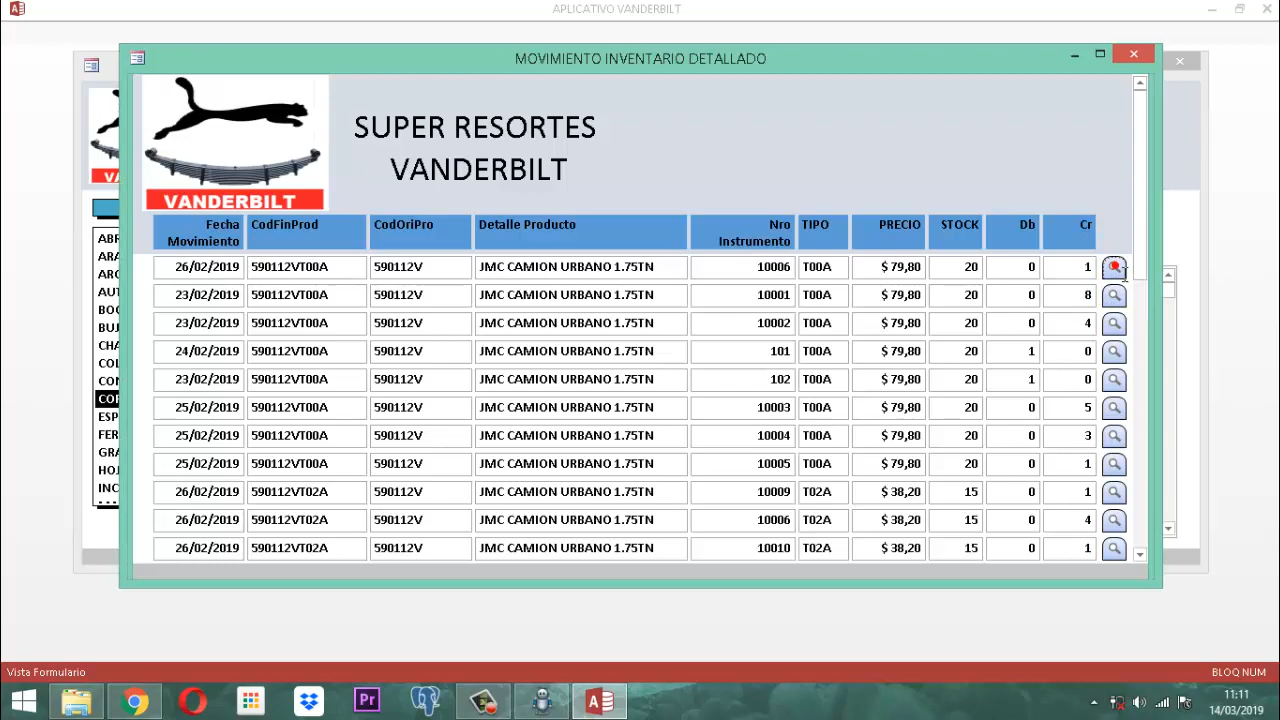 APLICATIVO VANDERBILT
MOVIMIENTO INVENTARIO DETALLADO
SUPER RESORTES
VANDERBILT
VANDERBILT
Fecha Movimiento CodFinProd CodOriPro Detalle Producto Nro Instrumento TIPO PRECIO STOCK Db Cr
26/02/2019 590112VT00A 590112V JMC CAMION URBANO 1.75TN 10006 T00A $ 79,80 20 0 1
23/02/2019 590112VT00A 590112V JMC CAMION URBANO 1.75TN 10001 T00A $ 79,80 20 0 8
23/02/2019 590112VT00A 590112V JMC CAMION URBANO 1.75TN 10002 T00A $ 79,80 20 0 4
24/02/2019 590112VT00A 590112V JMC CAMION URBANO 1.75TN 101 T00A $ 79,80 20 1 0
23/02/2019 590112VT00A 590112V JMC CAMION URBANO 1.75TN 102 T00A $ 79,80 20 1 0
25/02/2019 590112VT00A 590112V JMC CAMION URBANO 1.75TN 10003 T00A $ 79,80 20 0 5
25/02/2019 590112VT00A 590112V JMC CAMION URBANO 1.75TN 10004 T00A $ 79,80 20 0 3
25/02/2019 590112VT00A 590112V JMC CAMION URBANO 1.75TN 10005 T00A $ 79,80 20 0 1
26/02/2019 590112VT02A 590112V JMC CAMION URBANO 1.75TN 10009 T02A $ 38,20 15 0 1
26/02/2019 590112VT02A 590112V JMC CAMION URBANO 1.75TN 10006 T02A $ 38,20 15 0 4
26/02/2019 590112VT02A 590112V JMC CAMION URBANO 1.75TN 10010 T02A $ 38,20 15 0 1
VA
ABR
ARA
ARC
AUT
BOC
BUJ
CHA
COL
CON
COR
ESP
FER
GRA
HOJ
INC
Vista Formulario
BLOQ NUM
Pr
11:11
14/03/2019